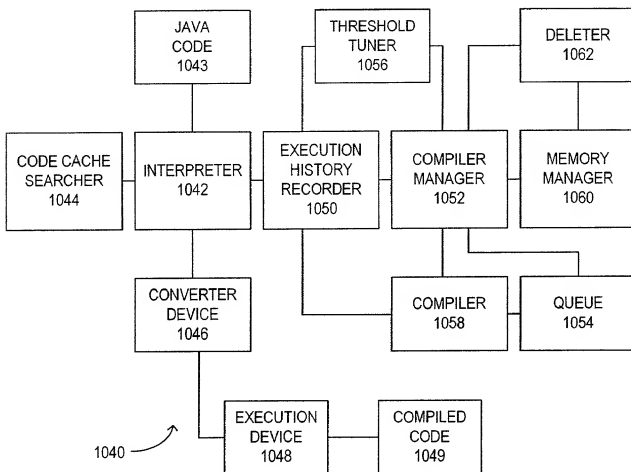 JAVA
CODE
1043
THRESHOLD
TUNER
1056
DELETER
1062
CODE CACHE
SEARCHER
1044
INTERPRETER
1042
EXECUTION
HISTORY
RECORDER
1050
COMPILER
MANAGER
1052
MEMORY
MANAGER
1060
CONVERTER
DEVICE
1046
COMPILER
1058
QUEUE
1054
1040
EXECUTION
DEVICE
1048
COMPILED
CODE
1049